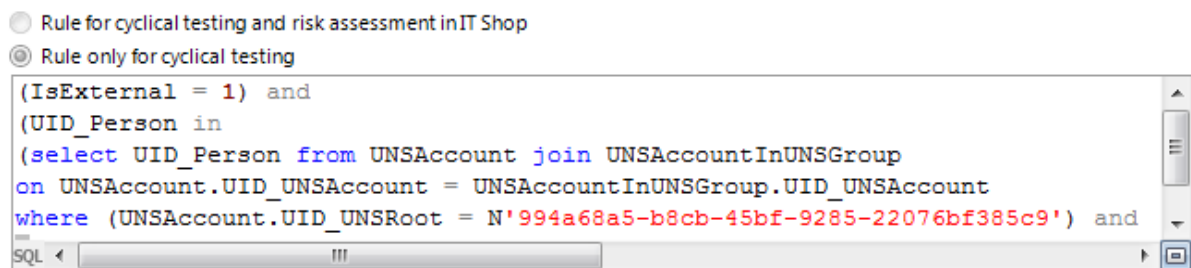 Rule for cyclical testing and risk assessment in IT Shop
Rule only for cyclical testing
(IsExternal = 1) and
(UID_Person in
(select UID_Person from UNSAccount join UNSAccountInUNSGroup
on UNSAccount.UID_UNSAccount = UNSAccountInUNSGroup.UID_UNSAccount
where (UNSAccount.UID_UNSRoot = N'994a68a5-b8cb-45bf-9285-22076bf385c9') and
SQL